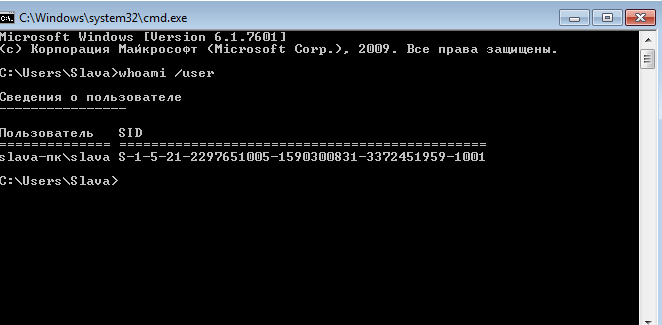 C:\Windows\system32\cmd.exe
Microsoft Windows [Version 6.1.7601]
(c) Корпорация Майкрософт (Microsoft Corp.), 2009. Все права защищены.
C:\Users\Slava>whoami /user
Сведения о пользователе
----------------
Пользователь SID
============== =============================================
slava-пк\slava S-1-5-21-2297651005-1590300831-3372451959-1001
C:\Users\Slava>